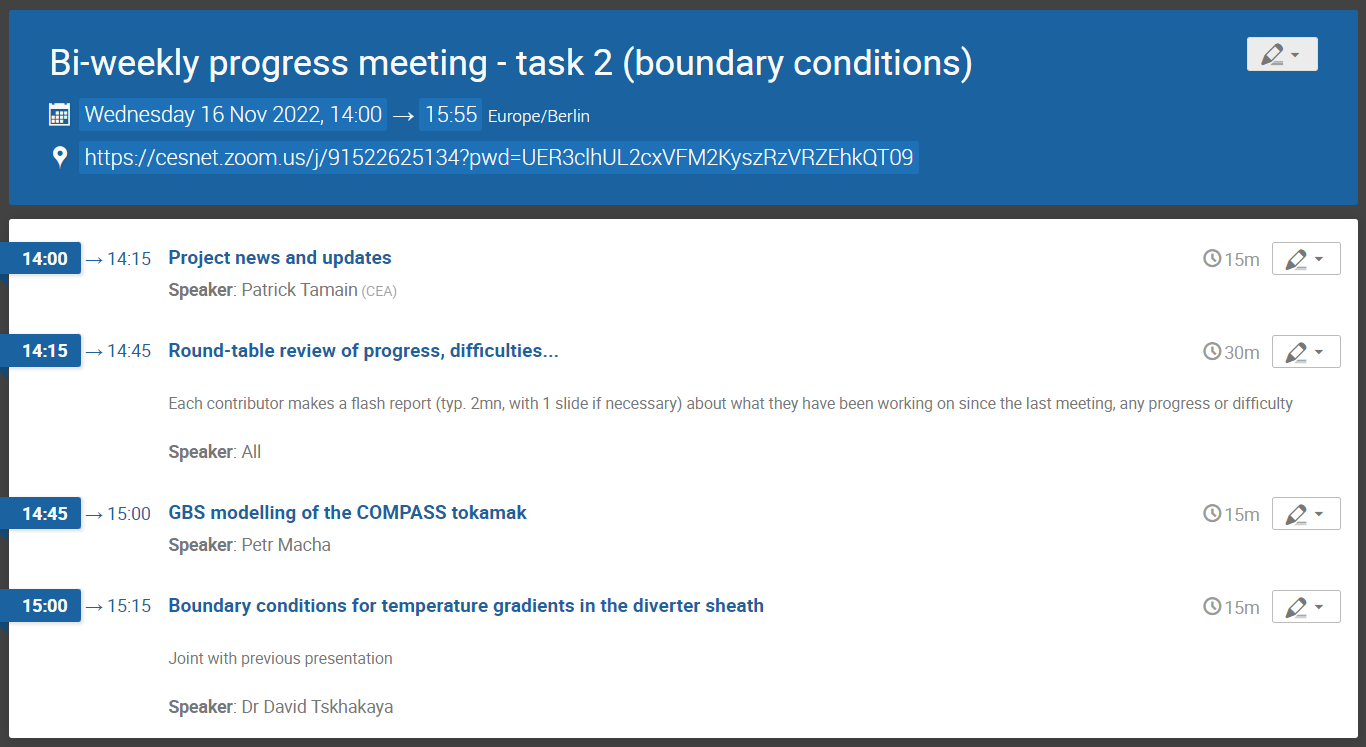 Bi-weekly progress meeting - task 2 (boundary conditions)
Wednesday 16 Nov 2022, 14:00 → 15:55 Europe/Berlin
https://cesnet.zoom.us/j/91522625134?pwd=UER3clhUL2cxVFM2KyszRzVRZEhkQT09
14:00 → 14:15 Project news and updates 15m
Speaker: Patrick Tamain (CEA)
14:15 → 14:45 Round-table review of progress, difficulties... 30m
Each contributor makes a flash report (typ. 2mn, with 1 slide if necessary) about what they have been working on since the last meeting, any progress or difficulty
Speaker: All
14:45 → 15:00 GBS modelling of the COMPASS tokamak 15m
Speaker: Petr Macha
15:00 → 15:15 Boundary conditions for temperature gradients in the diverter sheath 15m
Joint with previous presentation
Speaker: Dr David Tskhakaya